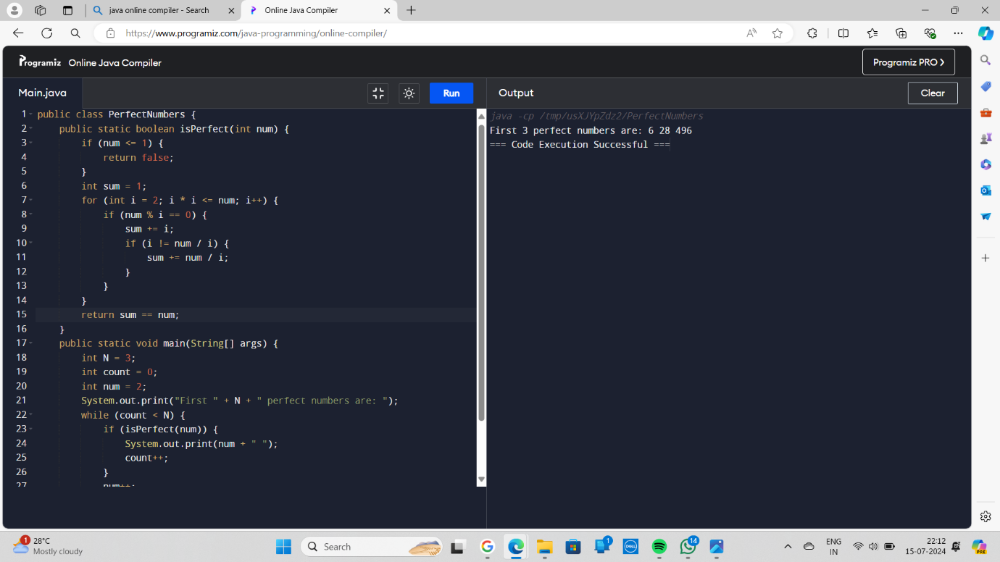 java online compiler - Search
Online Java Compiler
https://www.programiz.com/java-programming/online-compiler/
Programiz Online Java Compiler
Programiz PRO
Main.java
Run
Output
Clear
1 public class PerfectNumbers {
2 public static boolean isPerfect(int num) {
3 if (num <= 1) {
4 return false;
5 }
6 int sum = 1;
7 for (int i = 2; i * i <= num; i++) {
8 if (num % i == 0) {
9 sum += i;
10 if (i != num / i) {
11 sum += num / i;
12 }
13 }
14 }
15 return sum == num;
16 }
17 public static void main(String[] args) {
18 int N = 3;
19 int count = 0;
20 int num = 2;
21 System.out.print("First " + N + " perfect numbers are: ");
22 while (count < N) {
23 if (isPerfect(num)) {
24 System.out.print(num + " ");
25 count++;
26 }
27 num++;
java -cp /tmp/usXJYpZdz2/PerfectNumbers
First 3 perfect numbers are: 6 28 496
=== Code Execution Successful ===
1
28°C
Mostly cloudy
Search
1
DELL
14
ENG
IN
22:12
15-07-2024
PRE